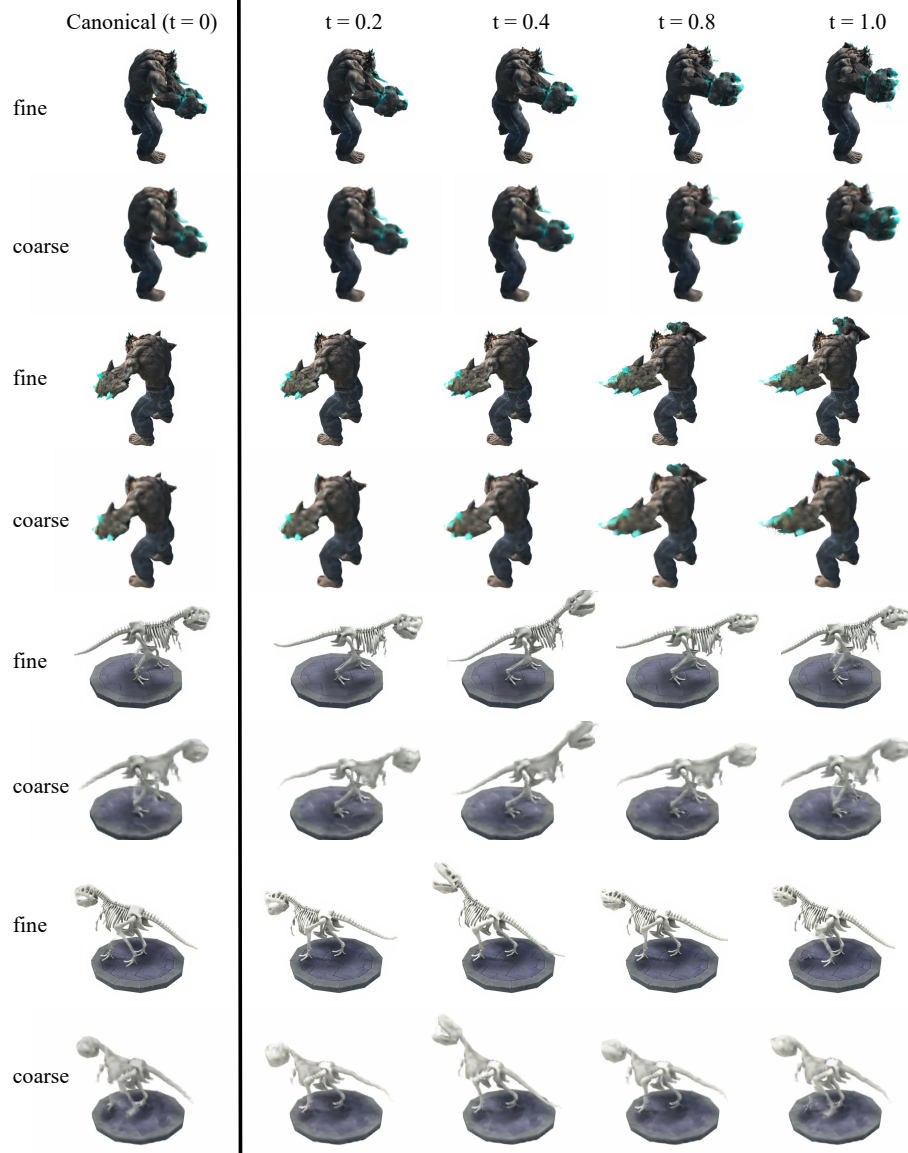 Canonical (t = 0) t = 0.2 t = 0.4 t = 0.8 t = 1.0
fine
coarse
fine
coarse
fine
coarse
fine
coarse